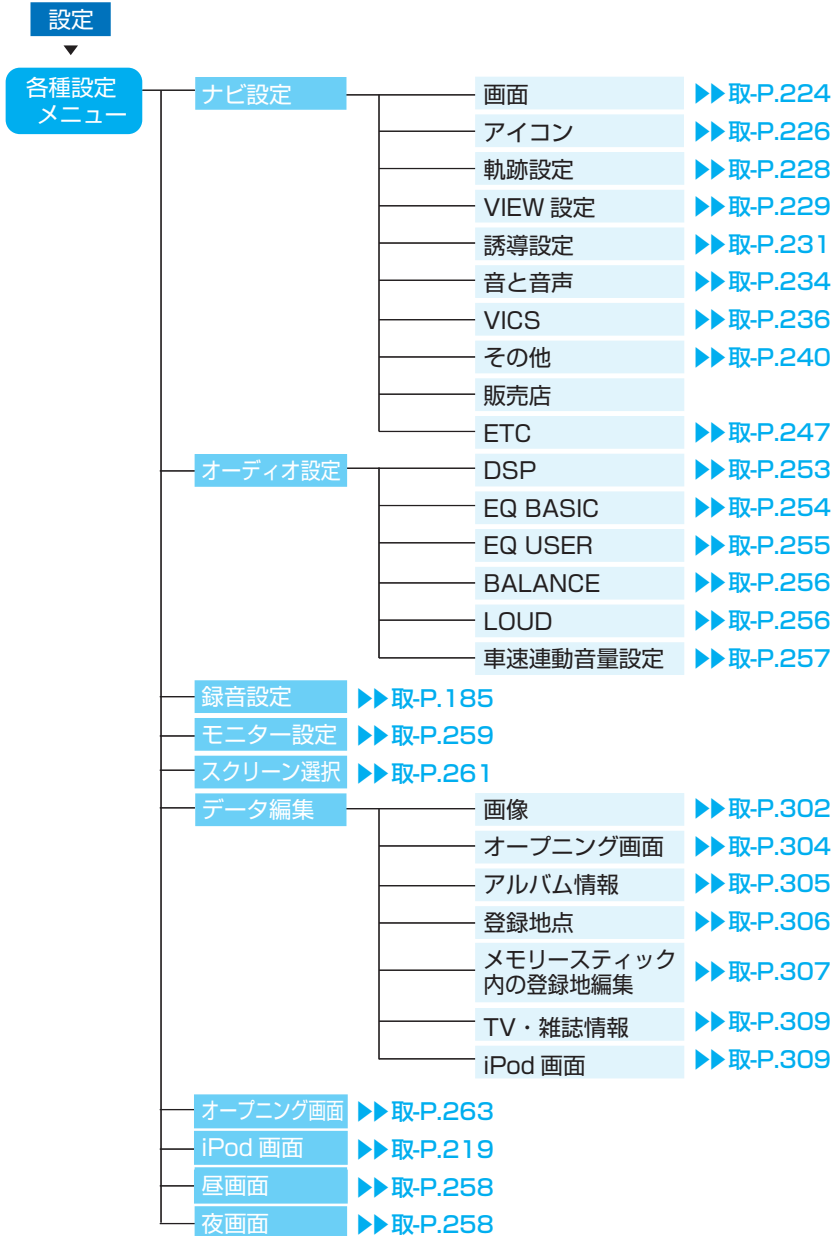 設定
▼
各種設定
メニュー
ナビ設定
画面 ▶▶取-P.224
アイコン ▶▶取-P.226
軌跡設定 ▶▶取-P.228
VIEW 設定 ▶▶取-P.229
誘導設定 ▶▶取-P.231
音と音声 ▶▶取-P.234
VICS ▶▶取-P.236
その他 ▶▶取-P.240
販売店
ETC ▶▶取-P.247
オーディオ設定
DSP ▶▶取-P.253
EQ BASIC ▶▶取-P.254
EQ USER ▶▶取-P.255
BALANCE ▶▶取-P.256
LOUD ▶▶取-P.256
車速連動音量設定 ▶▶取-P.257
録音設定 ▶▶取-P.185
モニター設定 ▶▶取-P.259
スクリーン選択 ▶▶取-P.261
データ編集
画像 ▶▶取-P.302
オープニング画面 ▶▶取-P.304
アルバム情報 ▶▶取-P.305
登録地点 ▶▶取-P.306
メモリースティック
内の登録地編集 ▶▶取-P.307
TV・雑誌情報 ▶▶取-P.309
iPod 画面 ▶▶取-P.309
オープニング画面 ▶▶取-P.263
iPod 画面 ▶▶取-P.219
昼画面 ▶▶取-P.258
夜画面 ▶▶取-P.258